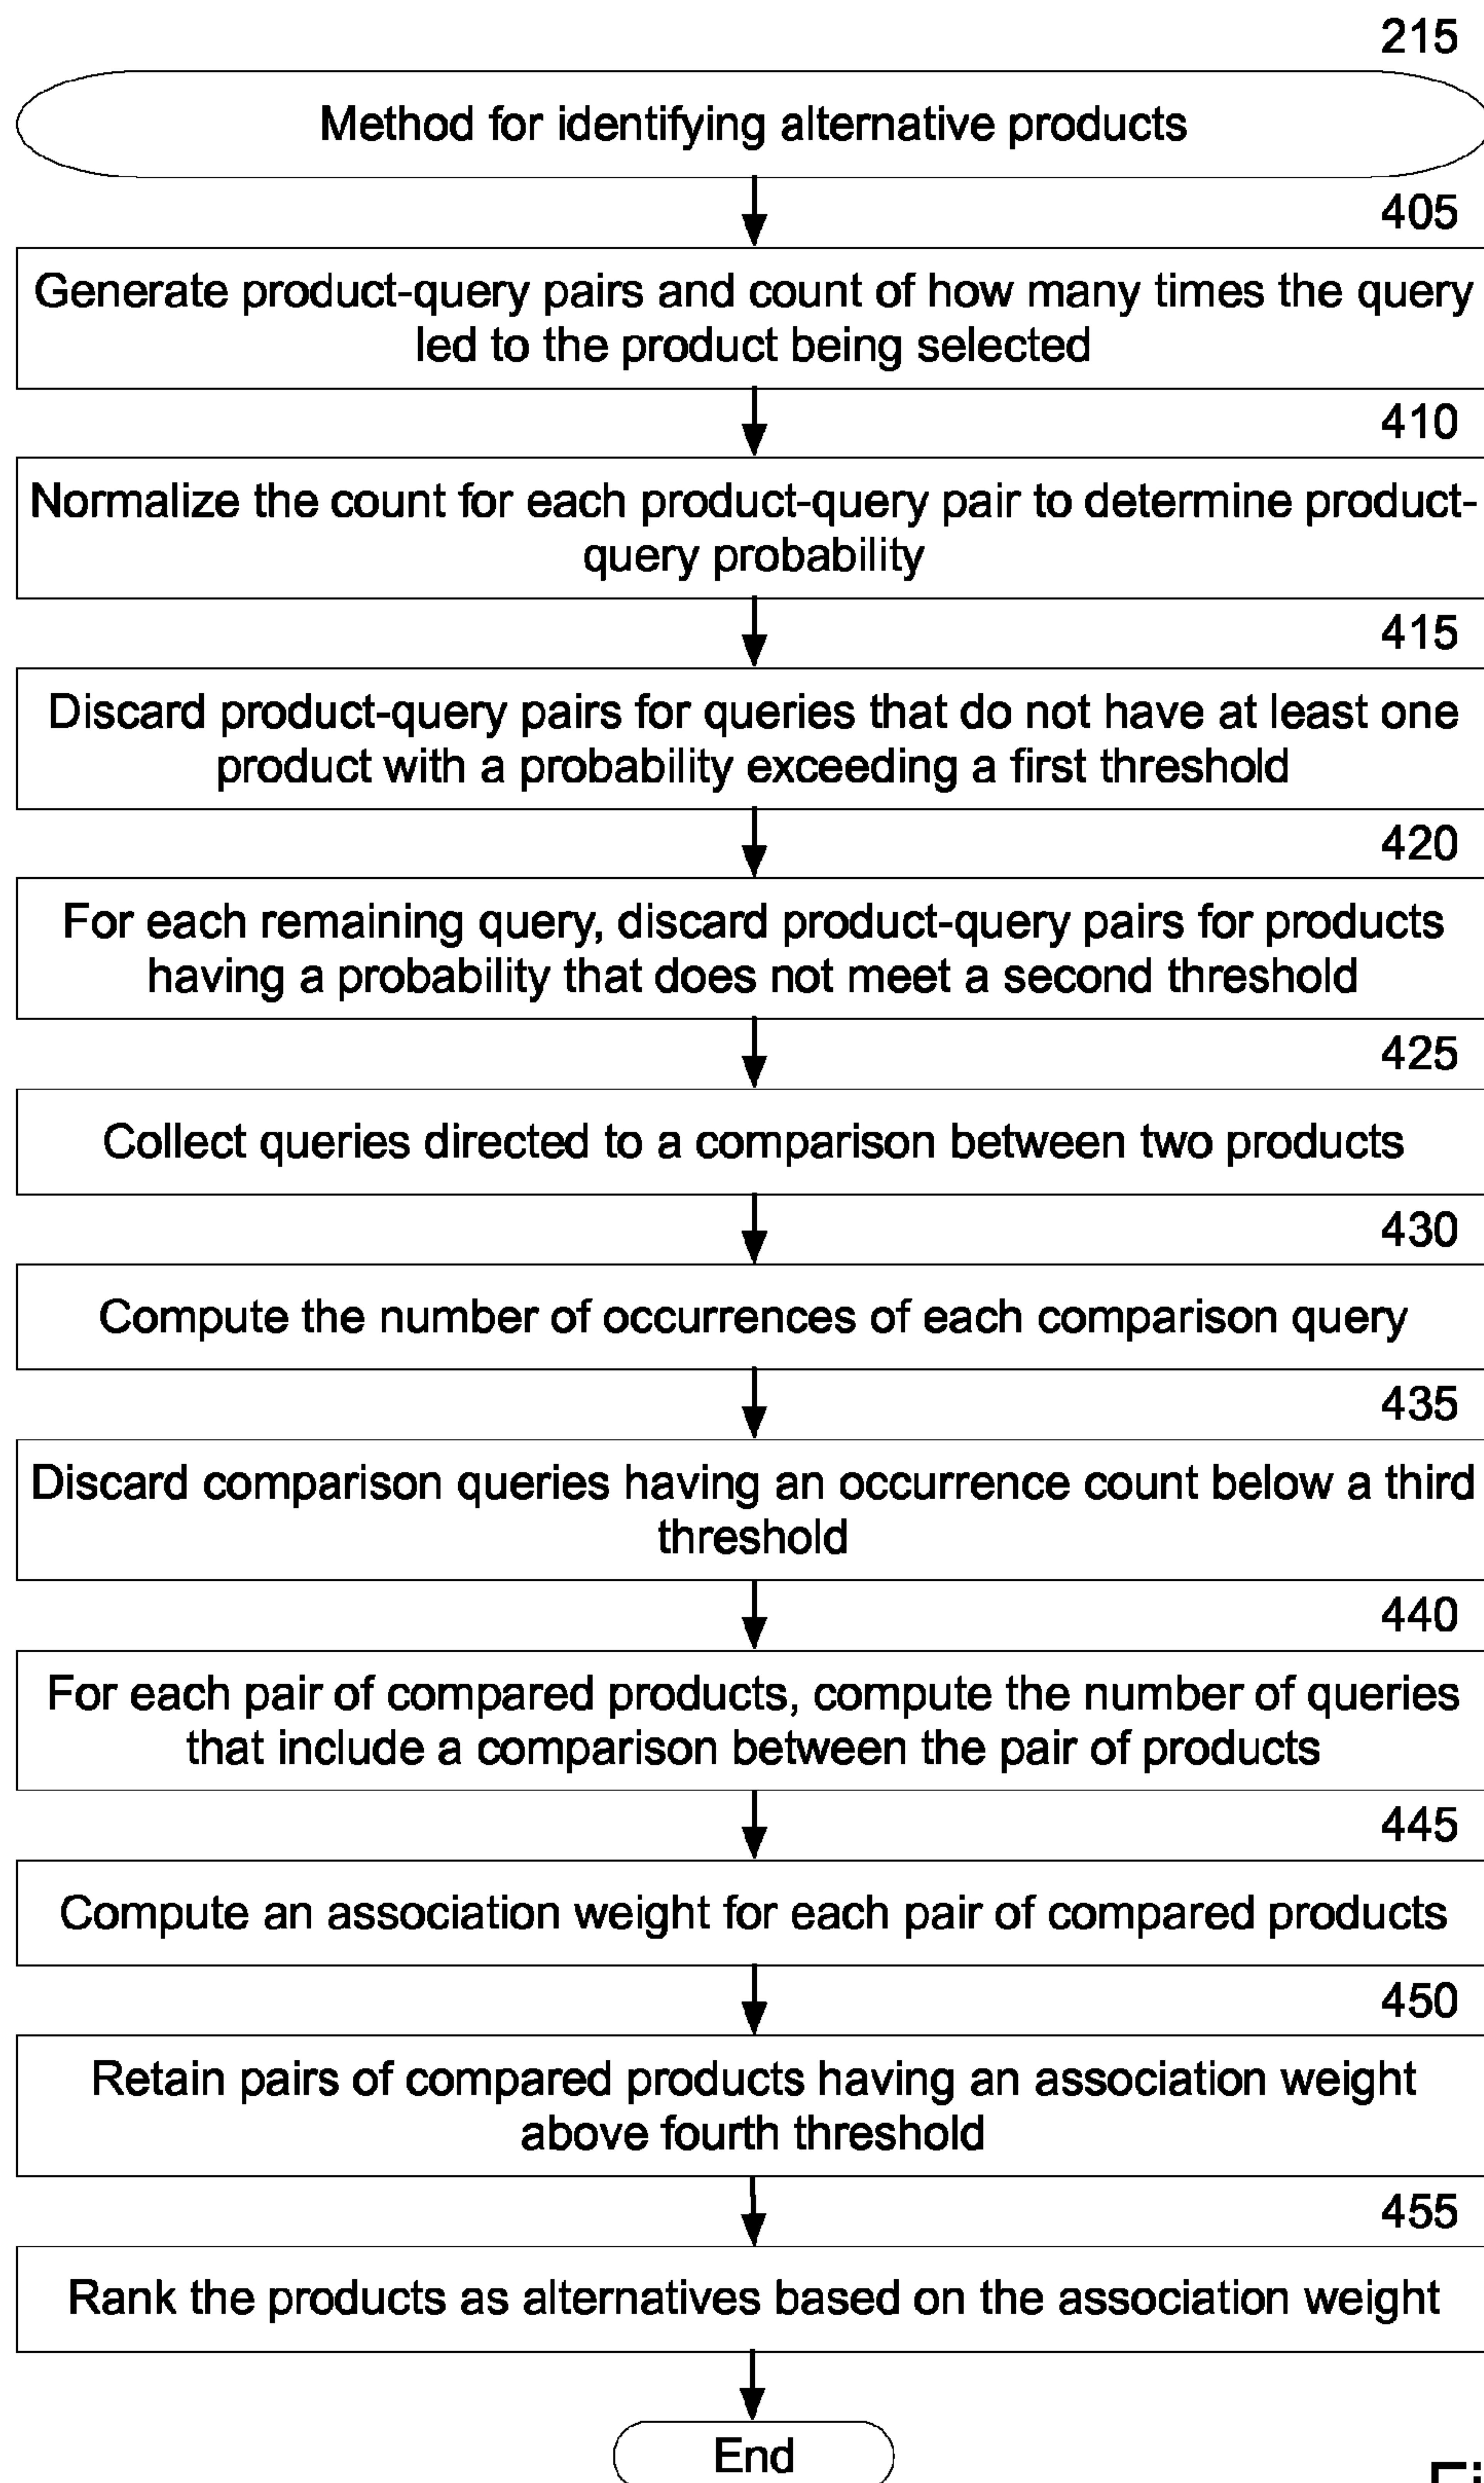 215
Method for identifying alternative products
405
Generate product-query pairs and count of how many times the query
led to the product being selected
410
Normalize the count for each product-query pair to determine product-
query probability
415
Discard product-query pairs for queries that do not have at least one
product with a probability exceeding a first threshold
420
For each remaining query, discard product-query pairs for products
having a probability that does not meet a second threshold
425
Collect queries directed to a comparison between two products
430
Compute the number of occurrences of each comparison query
435
Discard comparison queries having an occurrence count below a third
threshold
440
For each pair of compared products, compute the number of queries
that include a comparison between the pair of products
445
Compute an association weight for each pair of compared products
450
Retain pairs of compared products having an association weight
above fourth threshold
455
Rank the products as alternatives based on the association weight
End